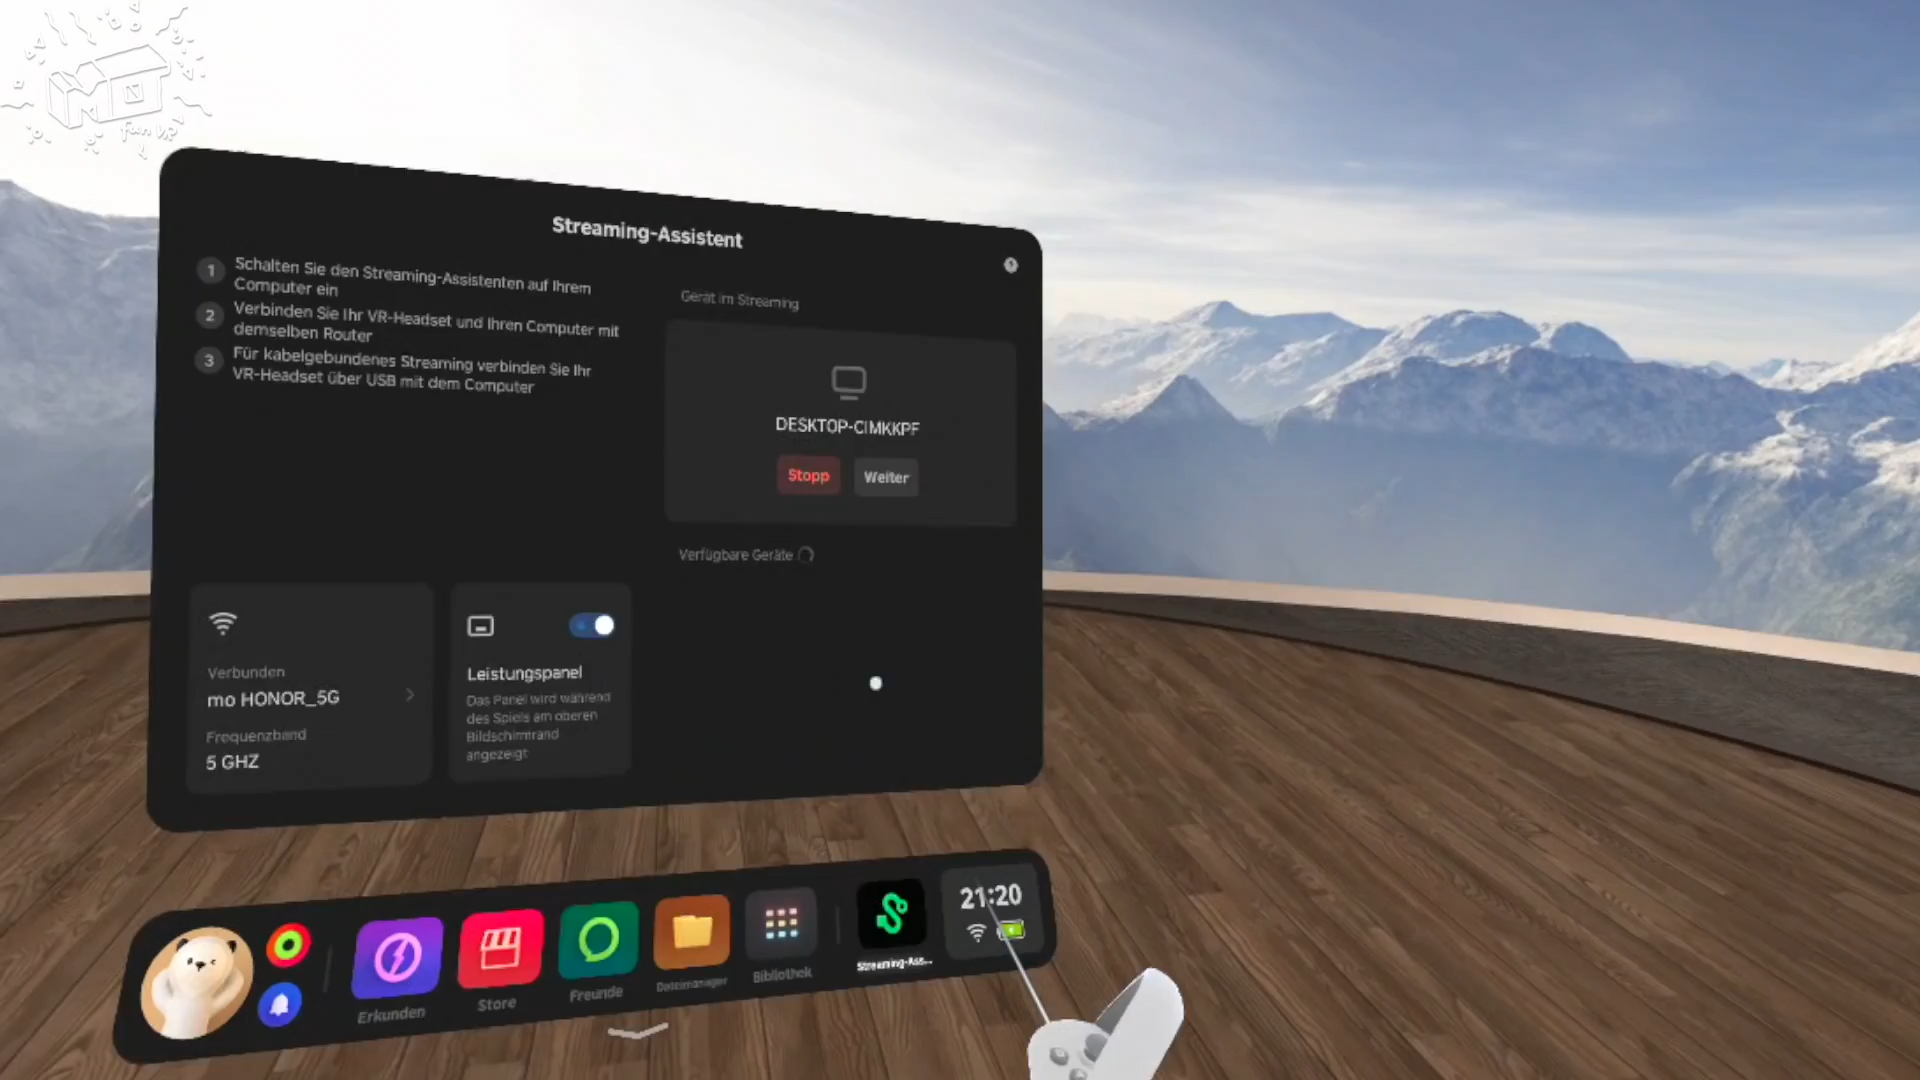 fun VR
Streaming-Assistent
1 Schalten Sie den Streaming-Assistenten auf Ihrem
Computer ein
2 Verbinden Sie Ihr VR-Headset und Ihren Computer mit
demselben Router
3 Für kabelgebundenes Streaming verbinden Sie Ihr
VR-Headset über USB mit dem Computer
Gerät im Streaming
DESKTOP-CIMKKPF
Stopp Weiter
Verfügbare Geräte
Verbunden
mo HONOR_5G
Frequenzband
5 GHZ
Leistungspanel
Das Panel wird während
des Spiels am oberen
Bildschirmrand
angezeigt
21:20
Erkunden
Store
Freunde
Dateimanager
Bibliothek
Streaming-Ass...